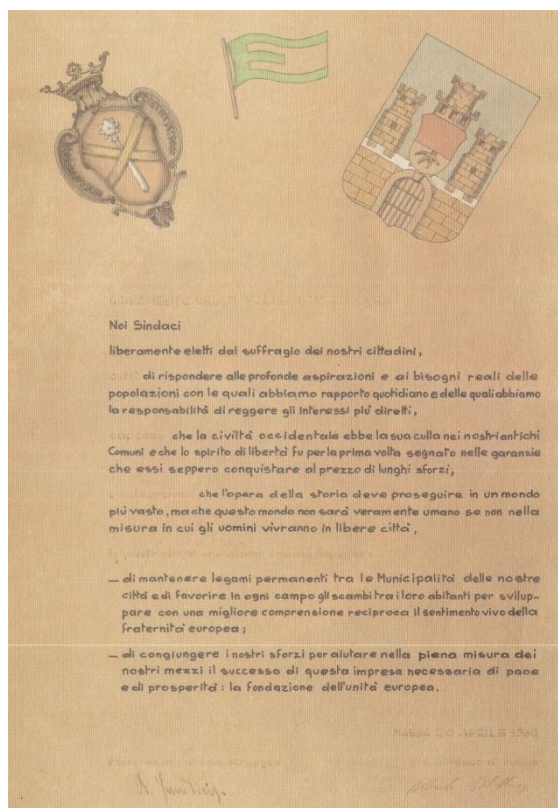 Noi Sindaci
liberamente eletti dal suffragio dei nostri cittadini,
di rispondere alle profonde aspirazioni e ai bisogni reali delle
popolazioni con le quali abbiamo rapporto quotidiano e delle quali abbiamo
la responsabilità di reggere gli interessi più diretti,
che la civiltà occidentale ebbe la sua culla nei nostri antichi
Comuni e che lo spirito di libertà fu per la prima volta segnato nelle garanzie
che essi seppero conquistare al prezzo di lunghi sforzi,
che l'opera della storia deve proseguire in un mondo
più vasto, ma che questo mondo non sarà veramente umano se non nella
misura in cui gli uomini vivranno in libere città,
– di mantenere legami permanenti tra le Municipalità delle nostre
città e di favorire in ogni campo gli scambi tra i loro abitanti per svilup-
pare con una migliore comprensione reciproca il sentimento vivo della
fraternità europea;
– di congiungere i nostri sforzi per aiutare nella piena misura dei
nostri mezzi il successo di questa impresa necessaria di pace
e di prosperità: la fondazione dell'unità europea.